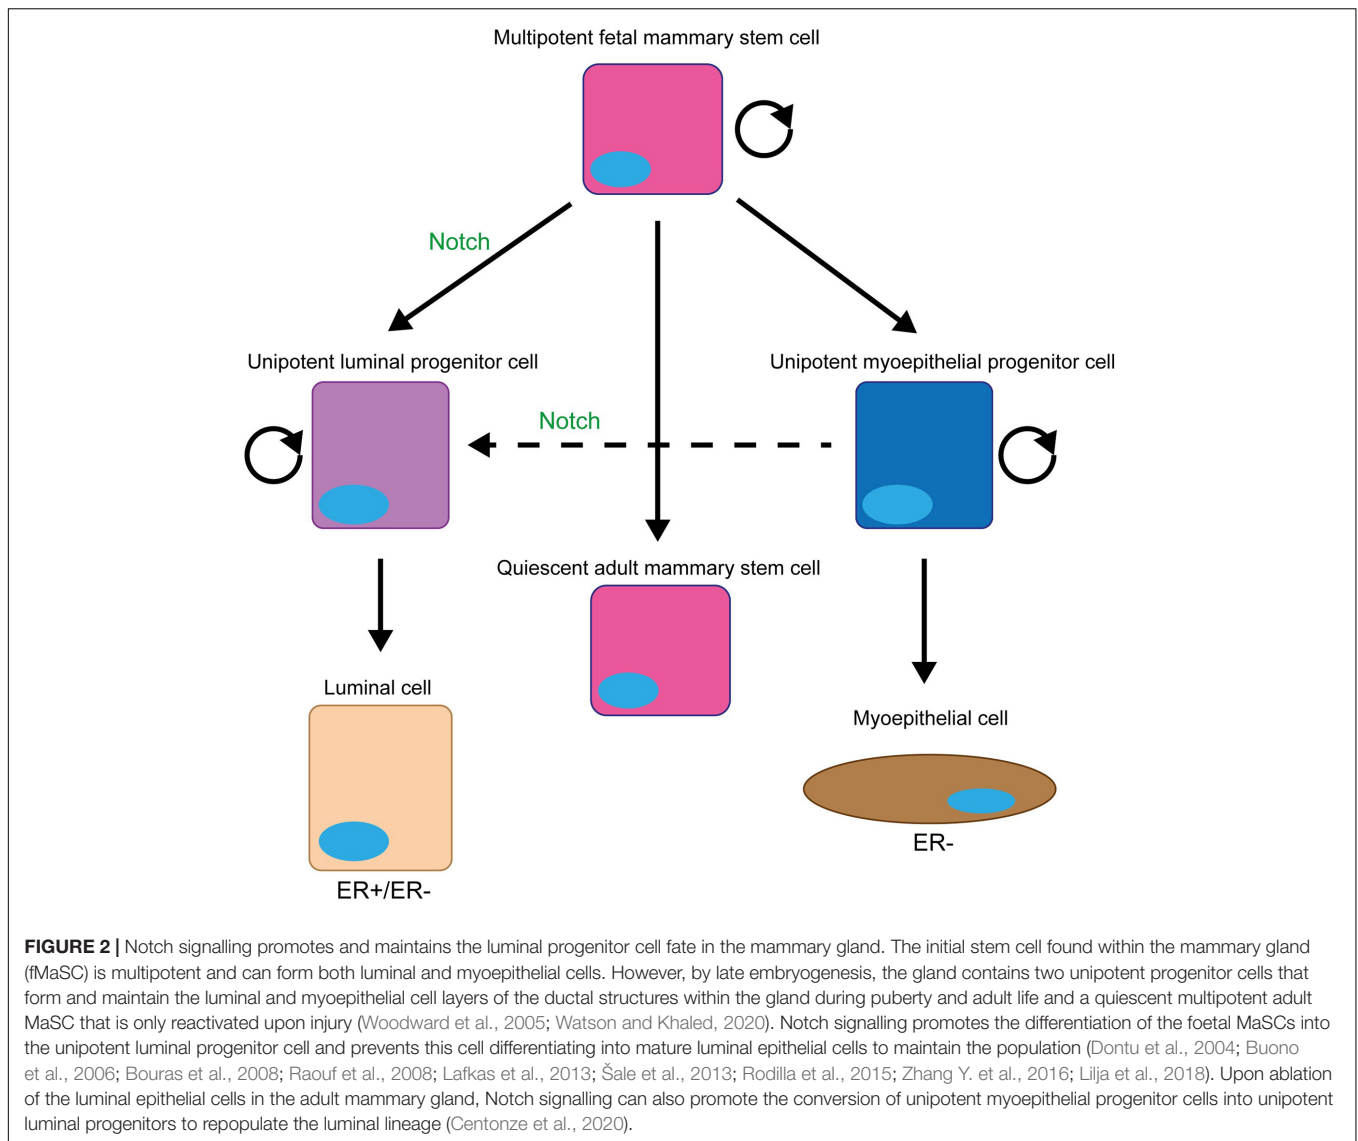 Multipotent fetal mammary stem cell
Notch
Unipotent luminal progenitor cell
Unipotent myoepithelial progenitor cell
Notch
Quiescent adult mammary stem cell
Luminal cell
Myoepithelial cell
ER-
ER+/ER-
FIGURE 2 | Notch signalling promotes and maintains the luminal progenitor cell fate in the mammary gland. The initial stem cell found within the mammary gland
(fMaSC) is multipotent and can form both luminal and myoepithelial cells. However, by late embryogenesis, the gland contains two unipotent progenitor cells that
form and maintain the luminal and myoepithelial cell layers of the ductal structures within the gland during puberty and adult life and a quiescent multipotent adult
MaSC that is only reactivated upon injury (Woodward et al., 2005; Watson and Khaled, 2020). Notch signalling promotes the differentiation of the foetal MaSCs into
the unipotent luminal progenitor cell and prevents this cell differentiating into mature luminal epithelial cells to maintain the population (Dontu et al., 2004; Buono
et al., 2006; Bouras et al., 2008; Raouf et al., 2008; Lafkas et al., 2013; Šale et al., 2013; Rodilla et al., 2015; Zhang Y. et al., 2016; Lilja et al., 2018). Upon ablation
of the luminal epithelial cells in the adult mammary gland, Notch signalling can also promote the conversion of unipotent myoepithelial progenitor cells into unipotent
luminal progenitors to repopulate the luminal lineage (Centonze et al., 2020).